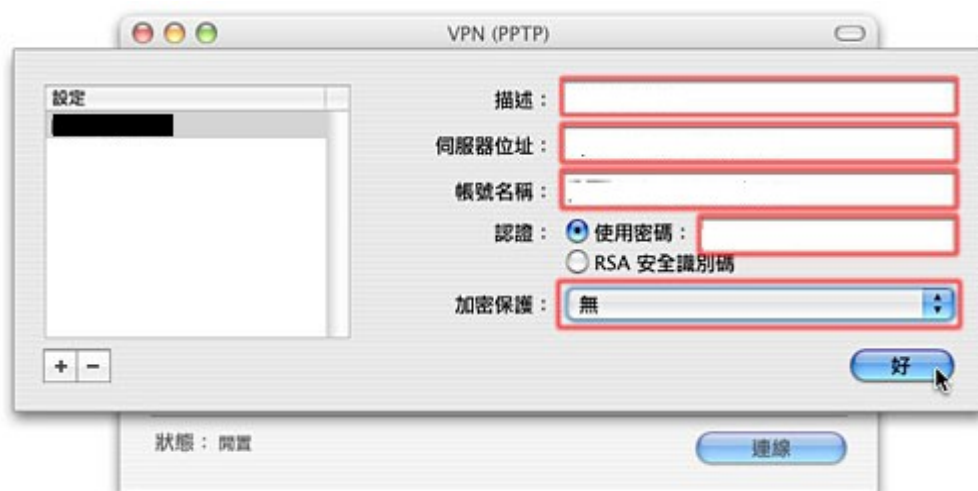 VPN (PPTP)
設定
描述：
伺服器位址：
帳號名稱：
認證： 使用密碼：
RSA 安全識別碼
加密保護： 無
+ −
好
狀態： 閒置
連線